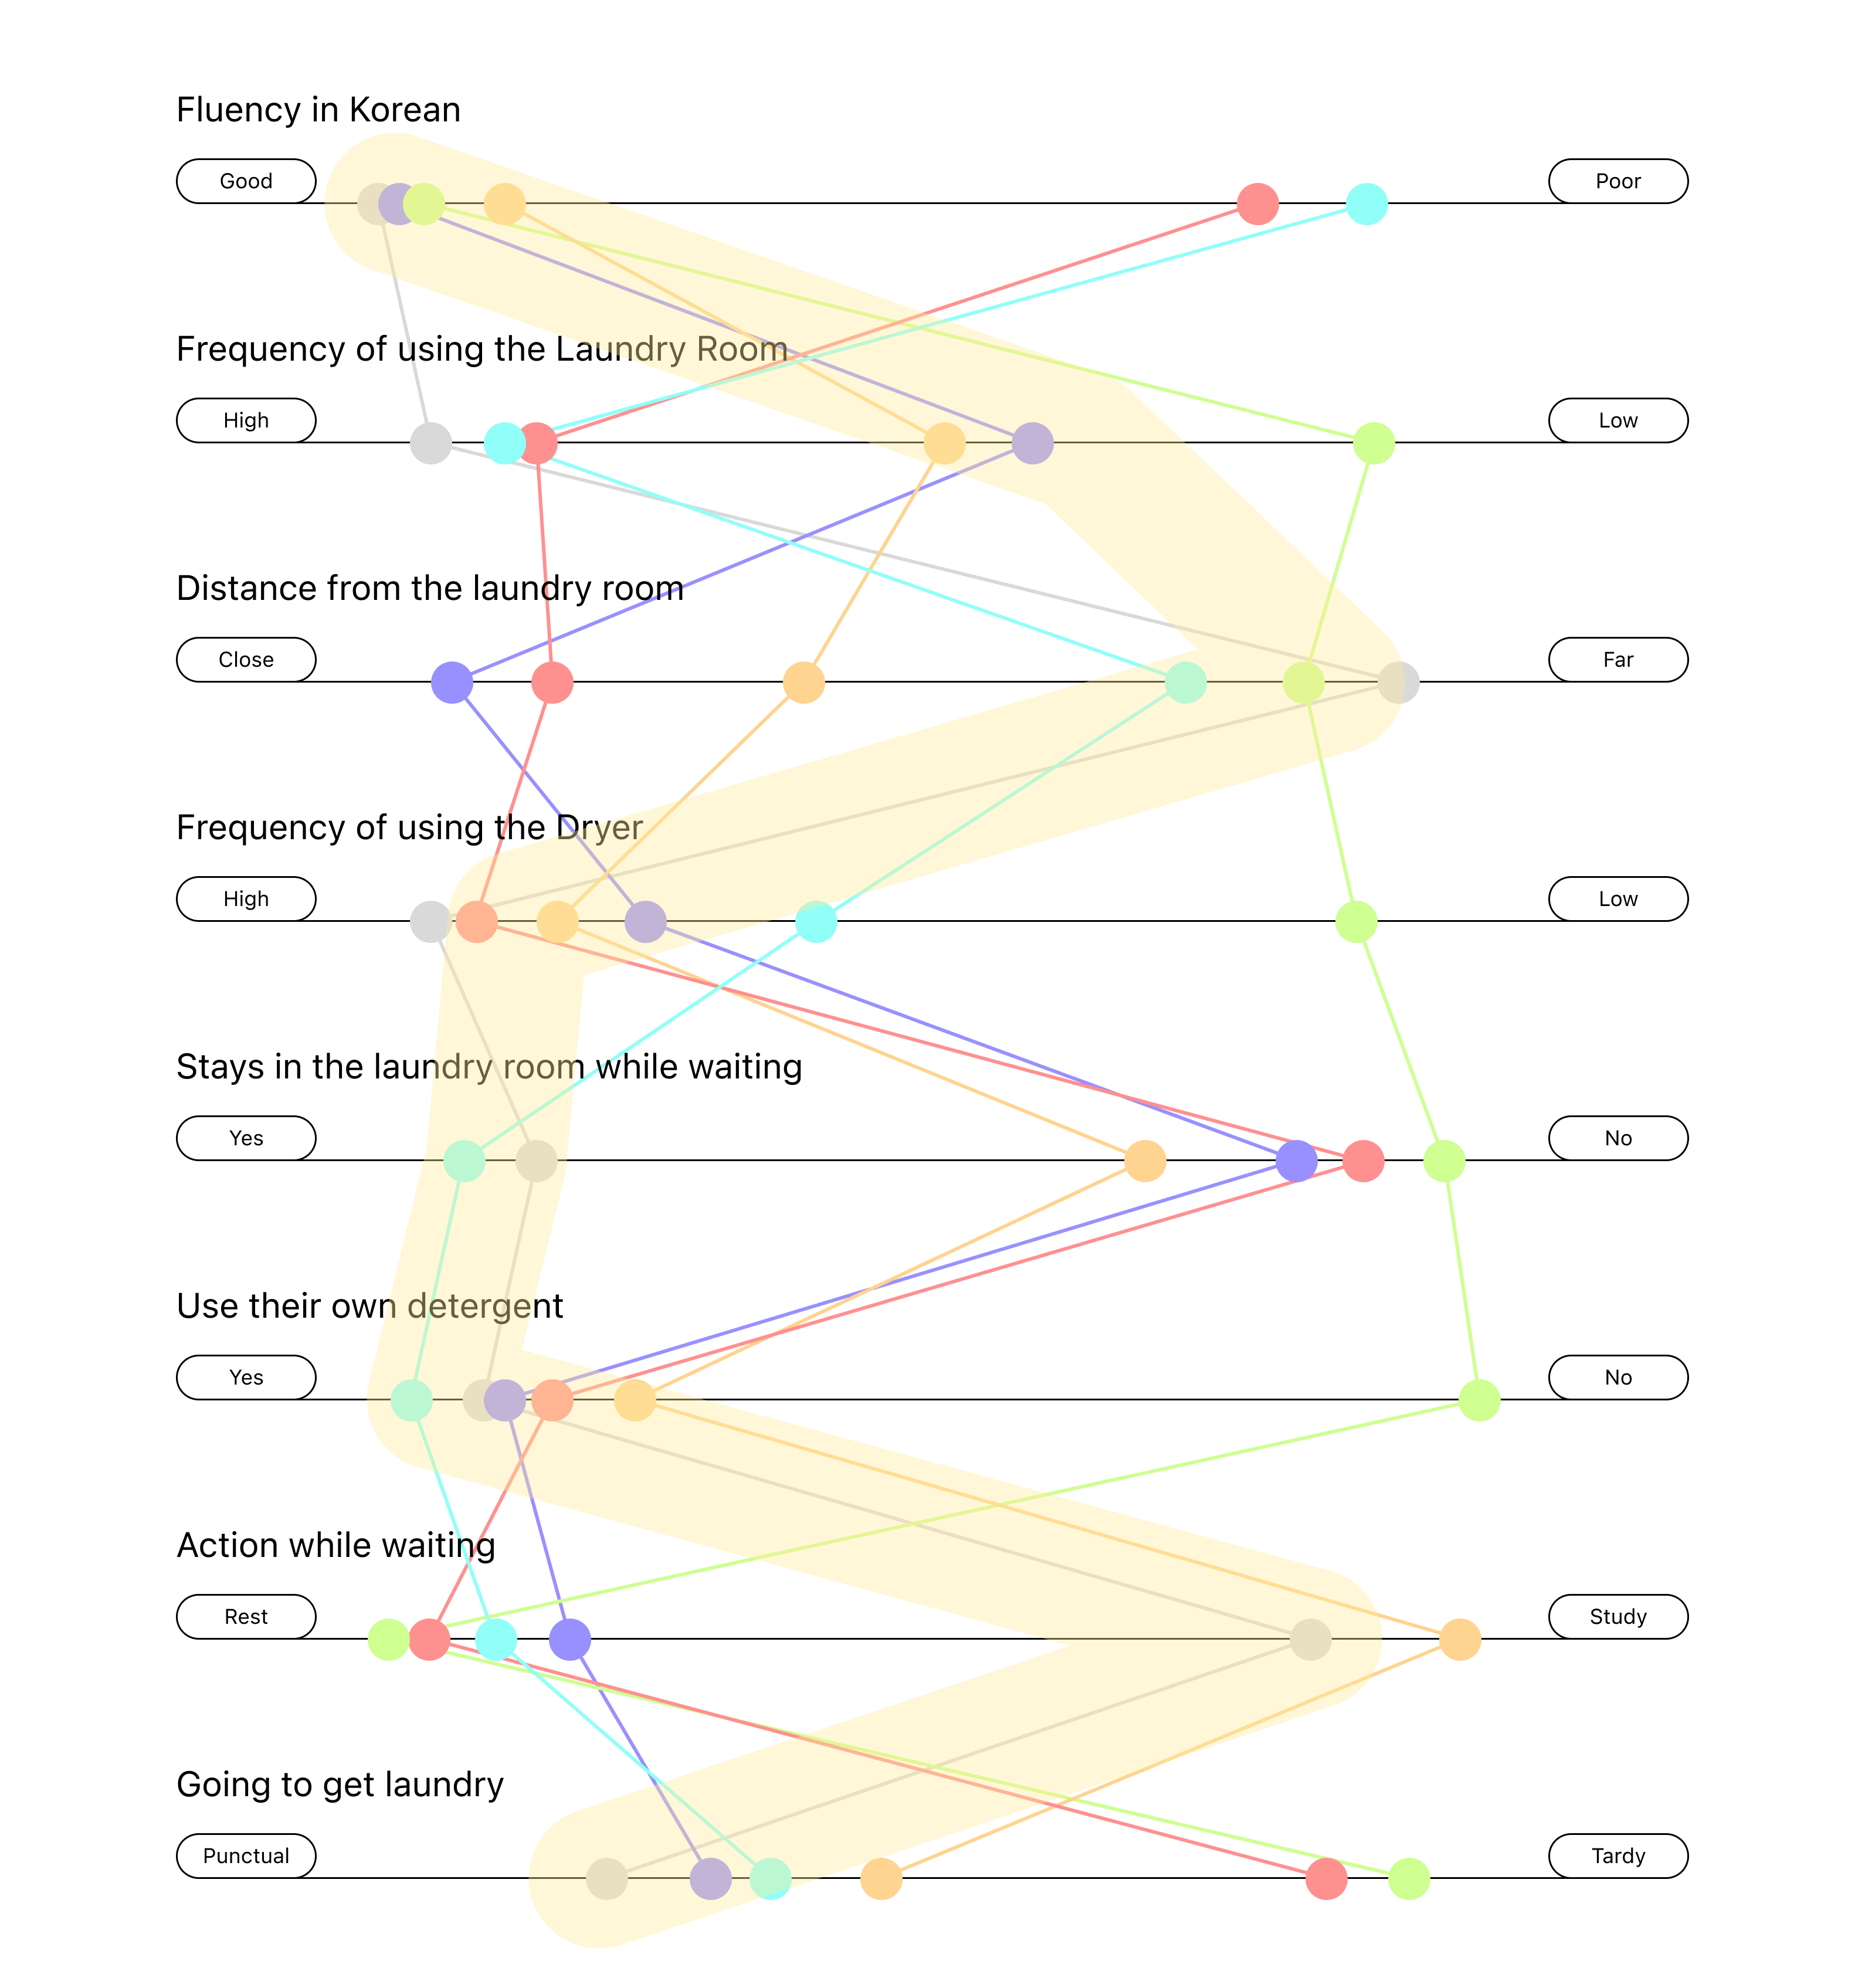 Fluency in Korean
Good
Poor
Frequency of using the Laundry Room
High
Low
Distance from the laundry room
Close
Far
Frequency of using the Dryer
High
Low
Stays in the laundry room while waiting
Yes
No
Use their own detergent
Yes
No
Action while waiting
Rest
Study
Going to get laundry
Punctual
Tardy